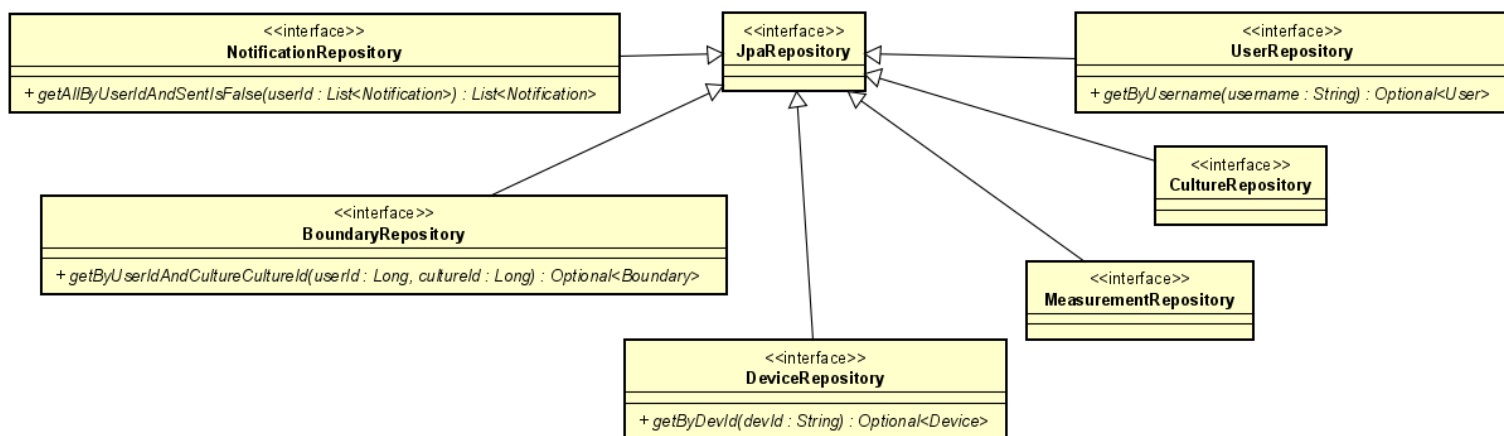 <<interface>>
NotificationRepository
+ getAllByUserIdAndSentIsFalse(userId : List<Notification>) : List<Notification>
<<interface>>
JpaRepository
<<interface>>
UserRepository
+ getByUsername(username : String) : Optional<User>
<<interface>>
CultureRepository
<<interface>>
BoundaryRepository
+ getByUserIdAndCultureCultureId(userId : Long, cultureId : Long) : Optional<Boundary>
<<interface>>
MeasurementRepository
<<interface>>
DeviceRepository
+ getByDevId(devId : String) : Optional<Device>